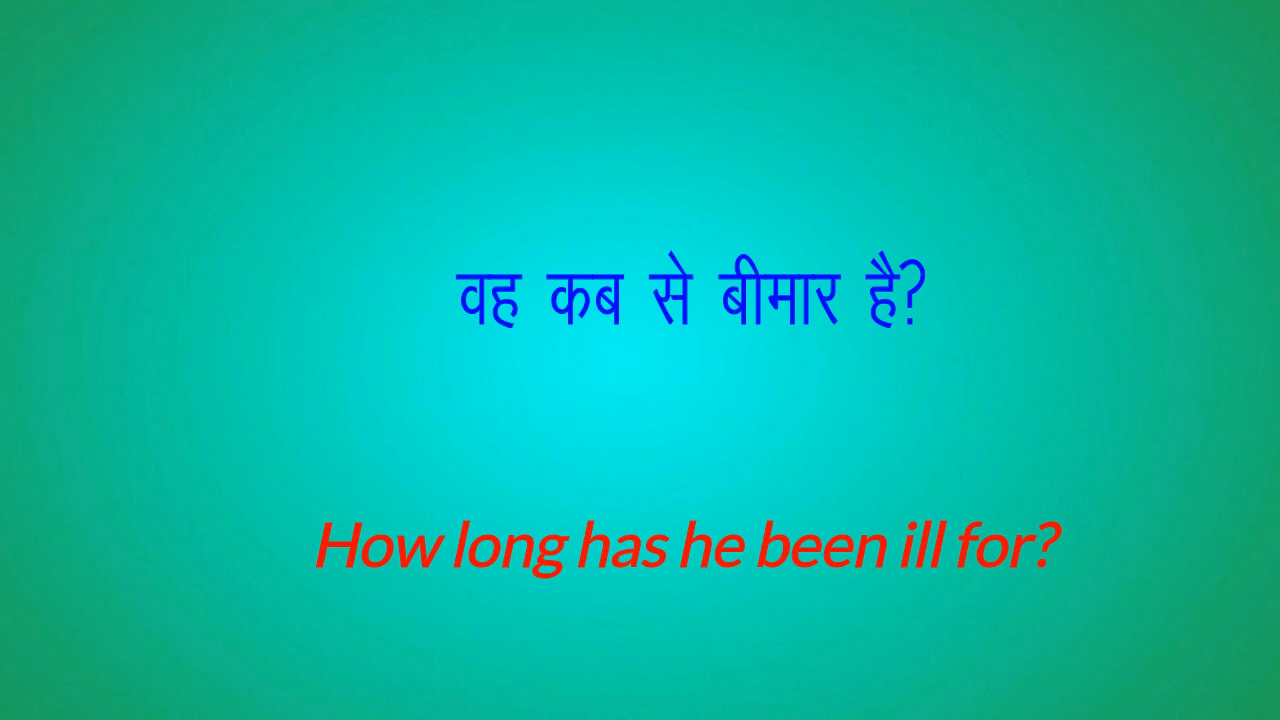 वह कब से बीमार है?
How long has he been ill for?